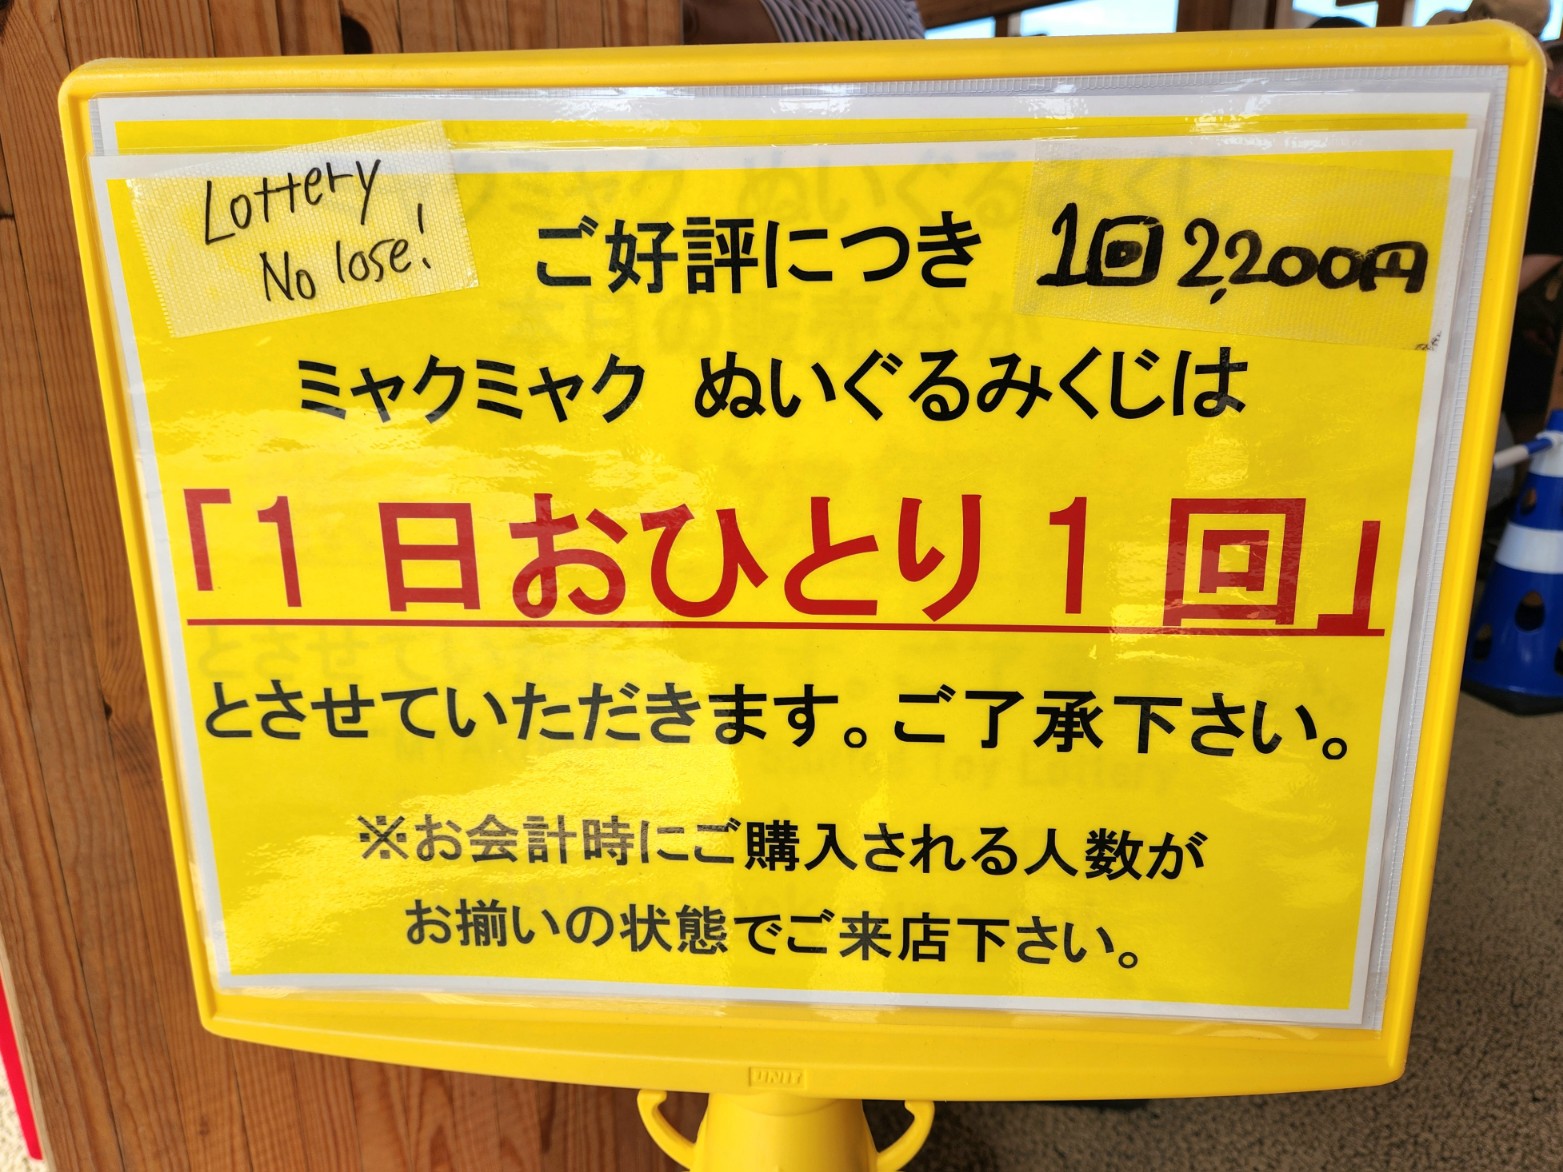 Lottery
No lose!
ご好評につき
1回 2,200円
ミャクミャク ぬいぐるみくじは
「1日おひとり1回」
とさせていただきます。ご了承下さい。
※お会計時にご購入される人数が
お揃いの状態でご来店下さい。
UNIT